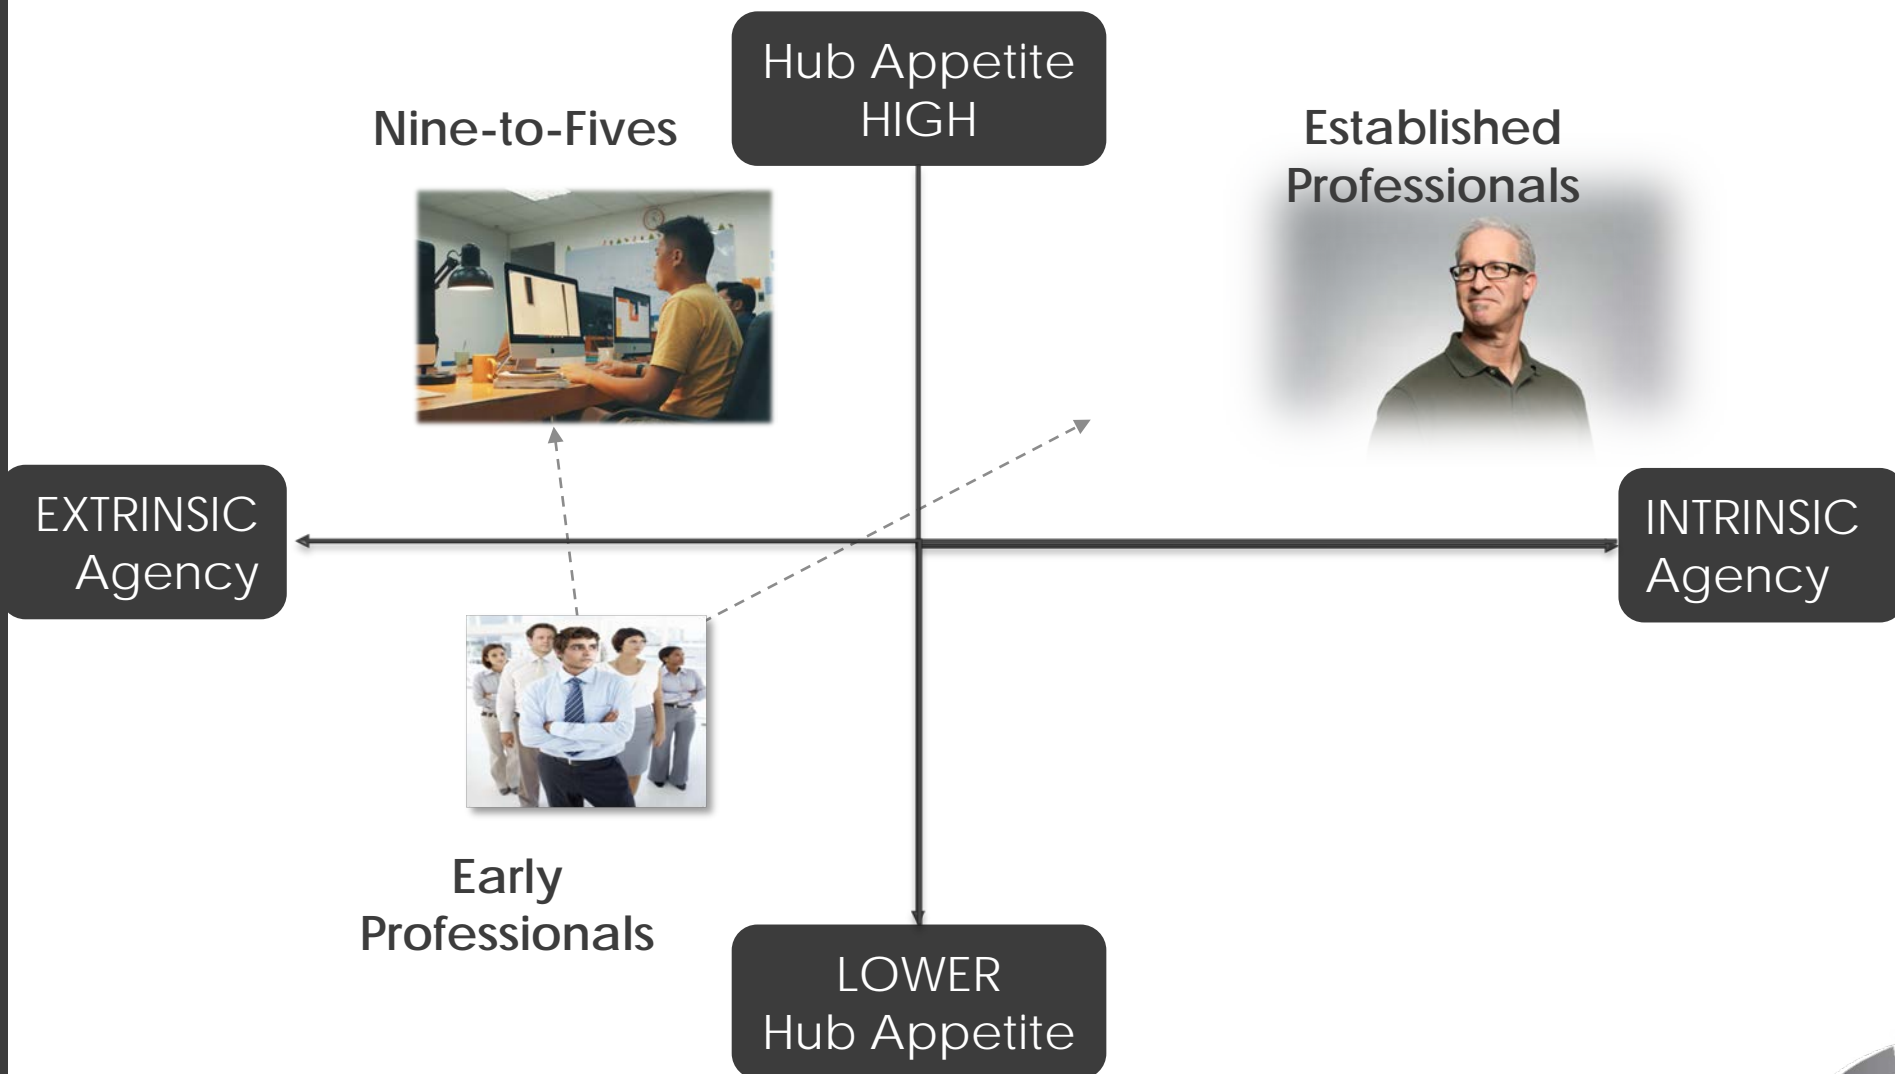 Hub Appetite
HIGH
Nine-to-Fives
Established
Professionals
EXTRINSIC
Agency
INTRINSIC
Agency
Early
Professionals
LOWER
Hub Appetite